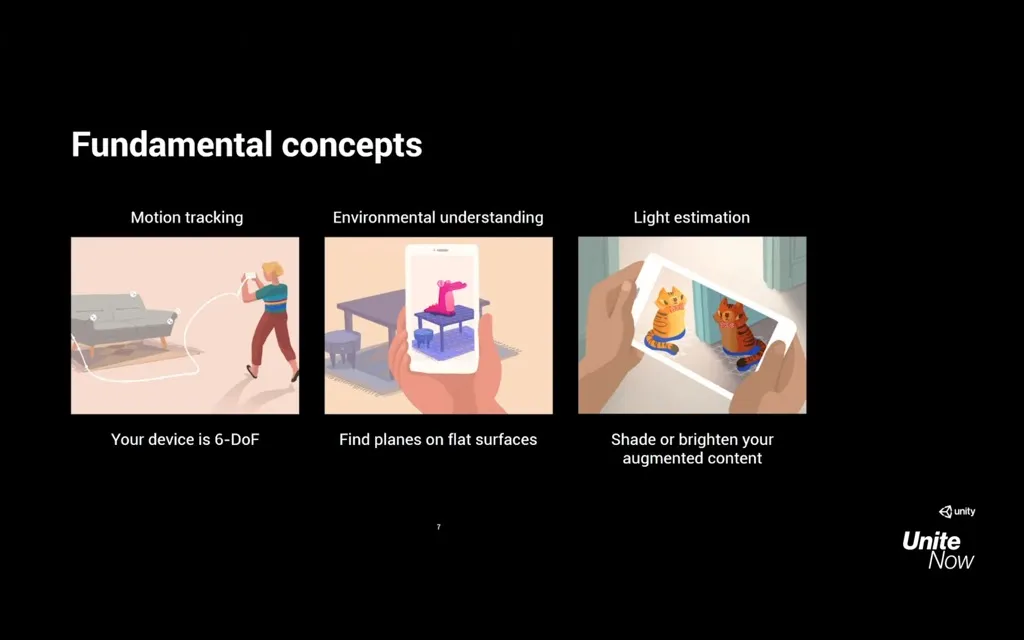 Fundamental concepts
Motion tracking
Your device is 6-DoF
Environmental understanding
Find planes on flat surfaces
Light estimation
Shade or brighten your
augmented content
7
unity
Unite
Now